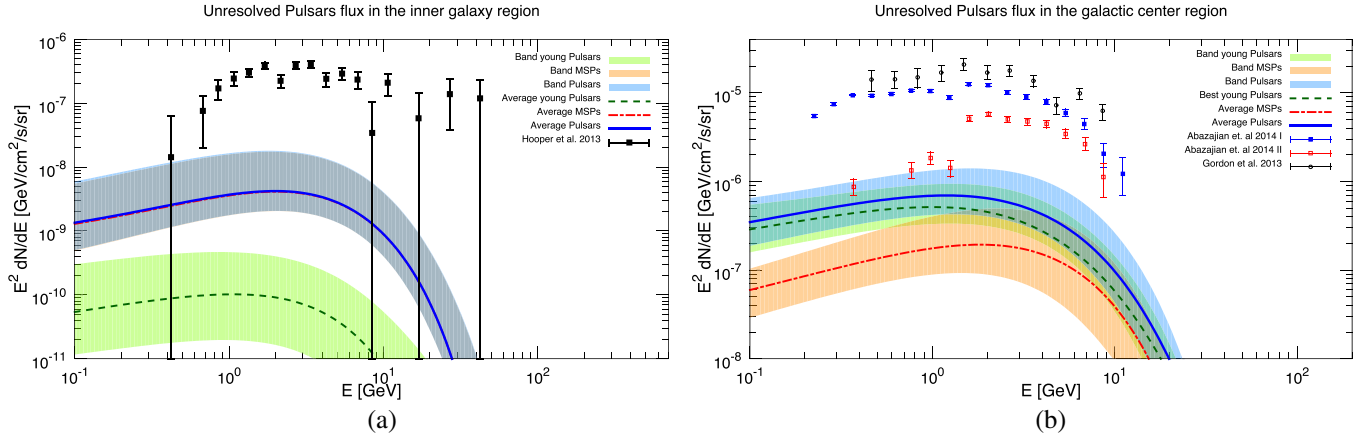 Unresolved Pulsars flux in the inner galaxy region
E² dN/dE [GeV/cm²/s/sr]
10⁻⁶
10⁻⁷
10⁻⁸
10⁻⁹
10⁻¹⁰
10⁻¹¹
Band young Pulsars
Band MSPs
Band Pulsars
Average young Pulsars
Average MSPs
Average Pulsars
Hooper et al. 2013
10⁻¹ 10⁰ 10¹ 10²
E [GeV]
(a)
Unresolved Pulsars flux in the galactic center region
E² dN/dE [GeV/cm²/s/sr]
10⁻⁴
10⁻⁵
10⁻⁶
10⁻⁷
10⁻⁸
Band young Pulsars
Band MSPs
Band Pulsars
Best young Pulsars
Average MSPs
Average Pulsars
Abazajian et. al 2014 I
Abazajian et. al 2014 II
Gordon et al. 2013
10⁻¹ 10⁰ 10¹ 10²
E [GeV]
(b)